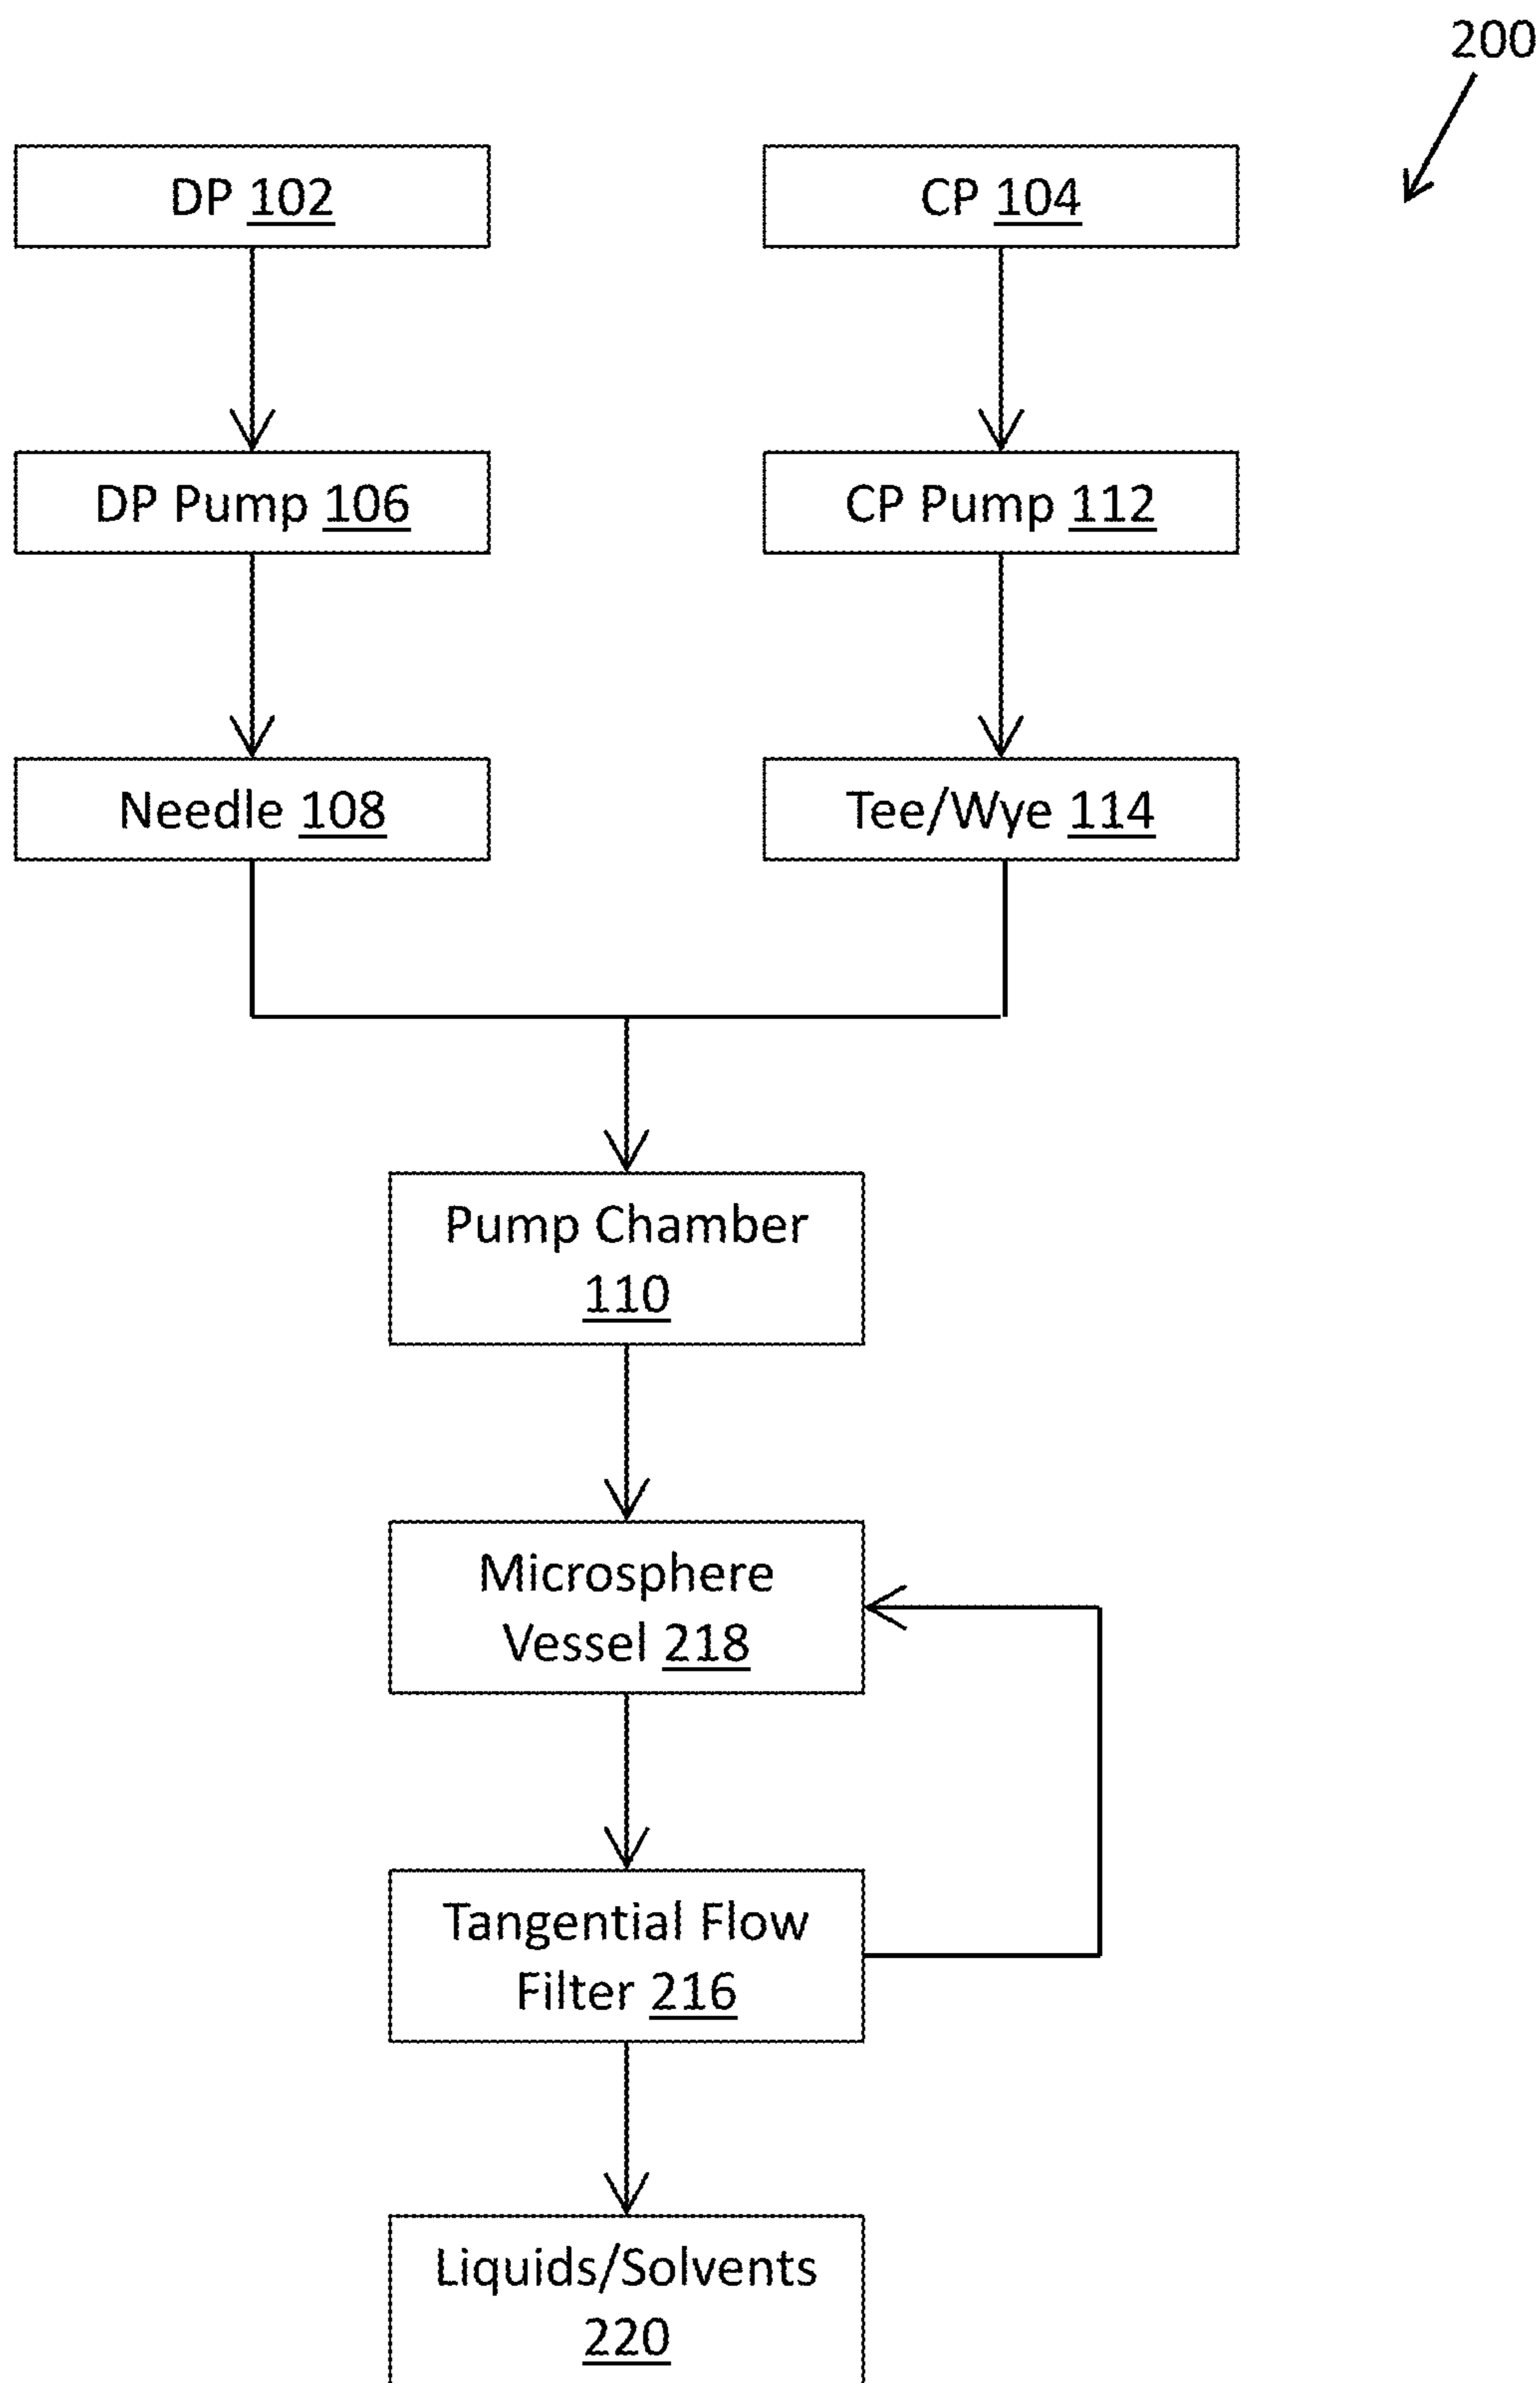 200
DP 102
CP 104
DP Pump 106
CP Pump 112
Needle 108
Tee/Wye 114
Pump Chamber
110
Microsphere
Vessel 218
Tangential Flow
Filter 216
Liquids/Solvents
220